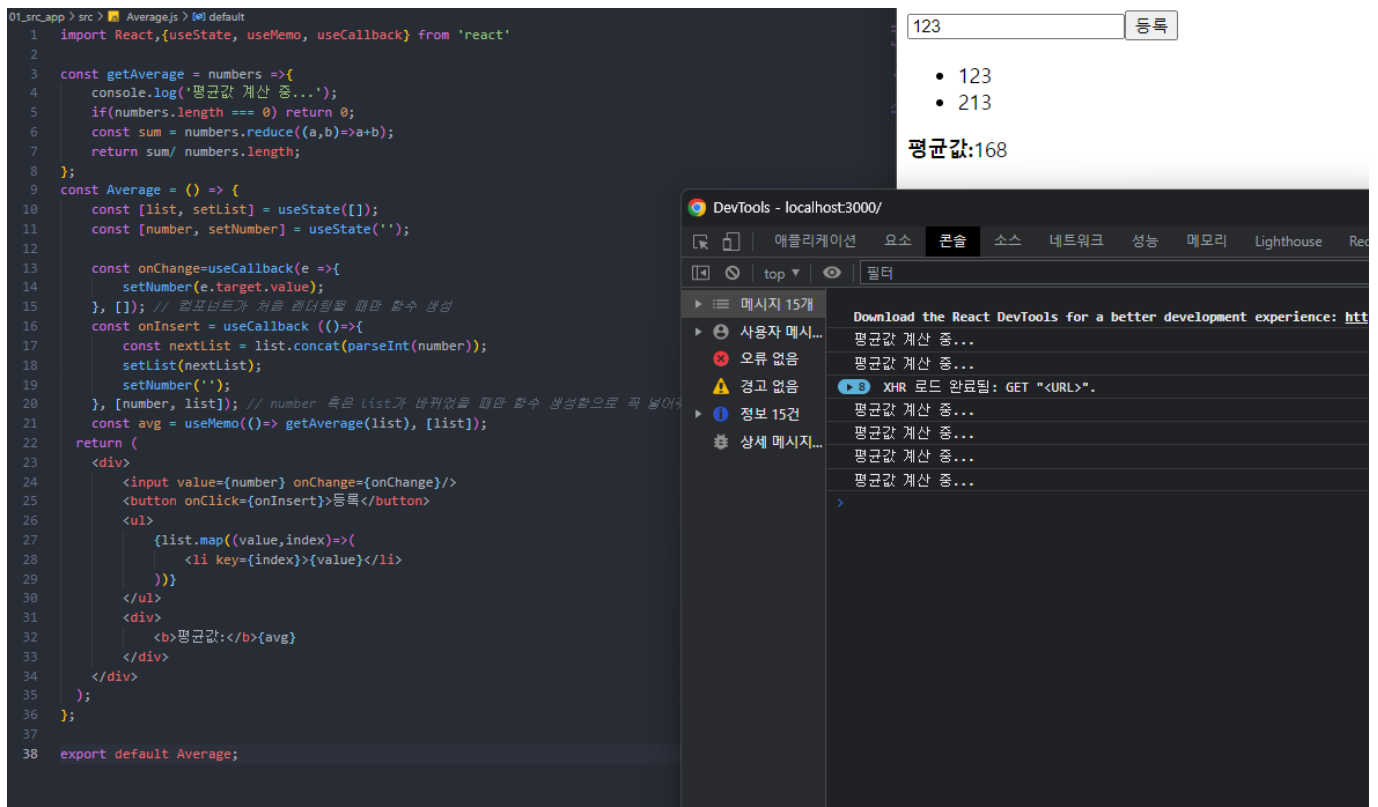 01_src_app > src > Average.js > default
1 import React,{useState, useMemo, useCallback} from 'react'
2
3 const getAverage = numbers =>{
4 console.log('평균값 계산 중...');
5 if(numbers.length === 0) return 0;
6 const sum = numbers.reduce((a,b)=>a+b);
7 return sum/ numbers.length;
8 };
9 const Average = () => {
10 const [list, setList] = useState([]);
11 const [number, setNumber] = useState('');
12
13 const onChange=useCallback(e =>{
14 setNumber(e.target.value);
15 }, []); // 컴포넌트가 처음 렌더링될 때만 함수 생성
16 const onInsert = useCallback (()=>{
17 const nextList = list.concat(parseInt(number));
18 setList(nextList);
19 setNumber('');
20 }, [number, list]); // number 혹은 list가 바뀌었을 때만 함수 생성함으로 꼭 넣어
21 const avg = useMemo(()=> getAverage(list), [list]);
22 return (
23 <div>
24 <input value={number} onChange={onChange}/>
25 <button onClick={onInsert}>등록</button>
26 <ul>
27 {list.map((value,index)=>(
28 <li key={index}>{value}</li>
29 ))}
30 </ul>
31 <div>
32 <b>평균값:</b>{avg}
33 </div>
34 </div>
35 );
36 };
37
38 export default Average;
123 등록
• 123
• 213
평균값:168
DevTools - localhost:3000/
애플리케이션 요소 콘솔 소스 네트워크 성능 메모리 Lighthouse Rec
top ▼ 필터
메시지 15개
사용자 메시...
오류 없음
경고 없음
정보 15건
상세 메시지...
Download the React DevTools for a better development experience: htt
평균값 계산 중...
평균값 계산 중...
8 XHR 로드 완료됨: GET "<URL>".
평균값 계산 중...
평균값 계산 중...
평균값 계산 중...
평균값 계산 중...
>